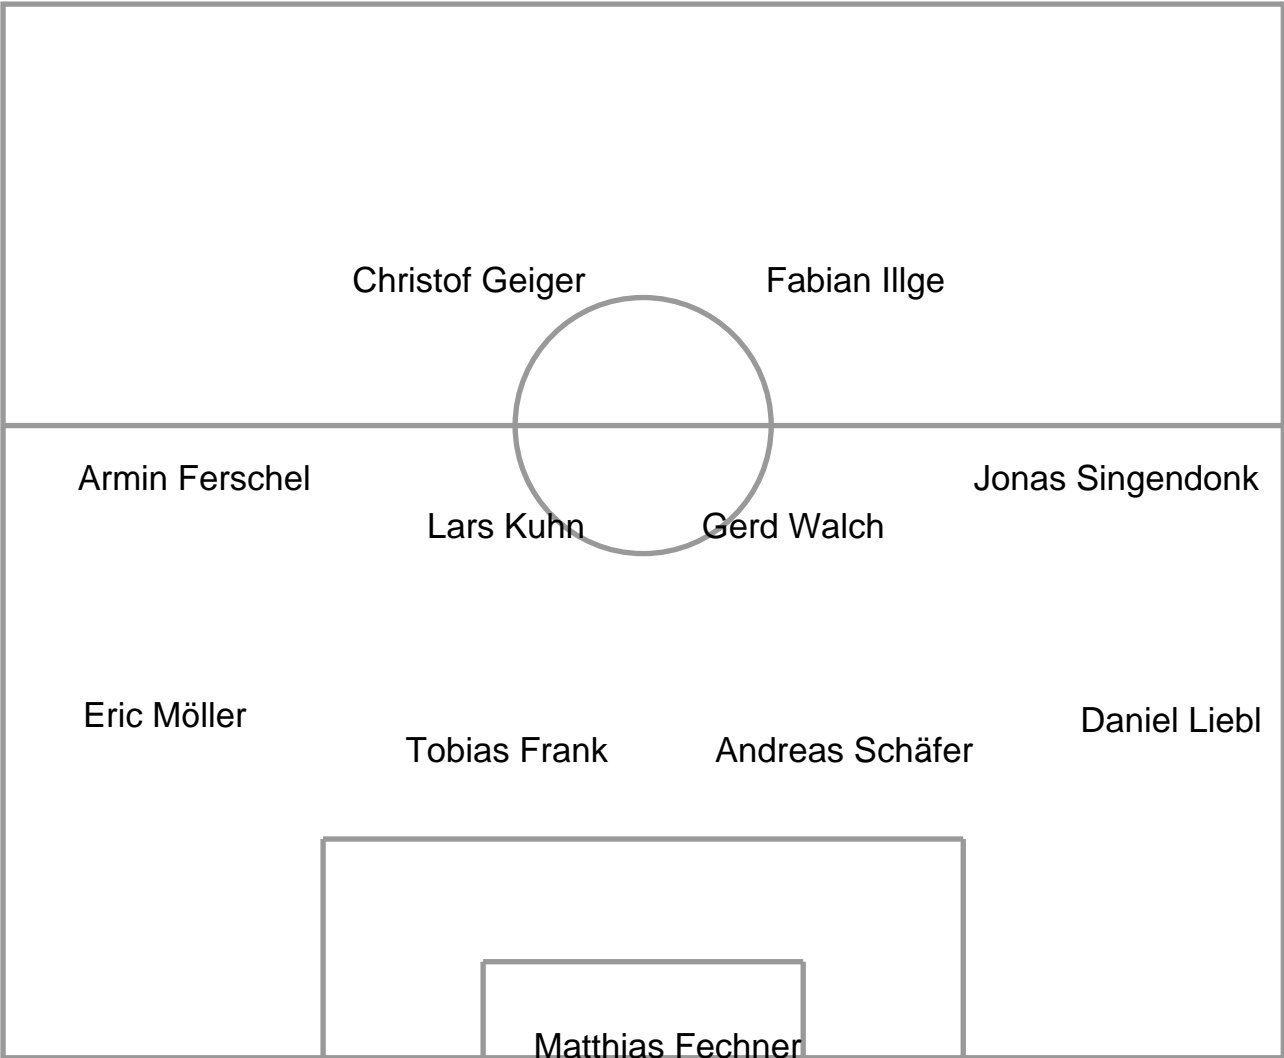 Christof Geiger
Fabian Illge
Armin Ferschel
Jonas Singendonk
Lars Kuhn
Gerd Walch
Eric Möller
Daniel Liebl
Tobias Frank
Andreas Schäfer
Matthias Fechner